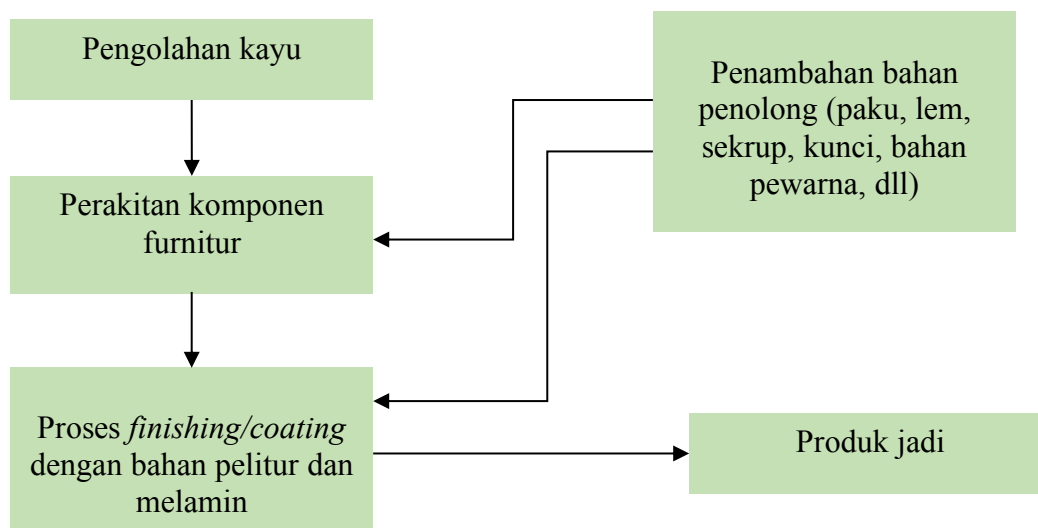 Pengolahan kayu
Penambahan bahan
penolong (paku, lem,
sekrup, kunci, bahan
pewarna, dll)
Perakitan komponen
furnitur
Proses finishing/coating
dengan bahan pelitur dan
melamin
Produk jadi